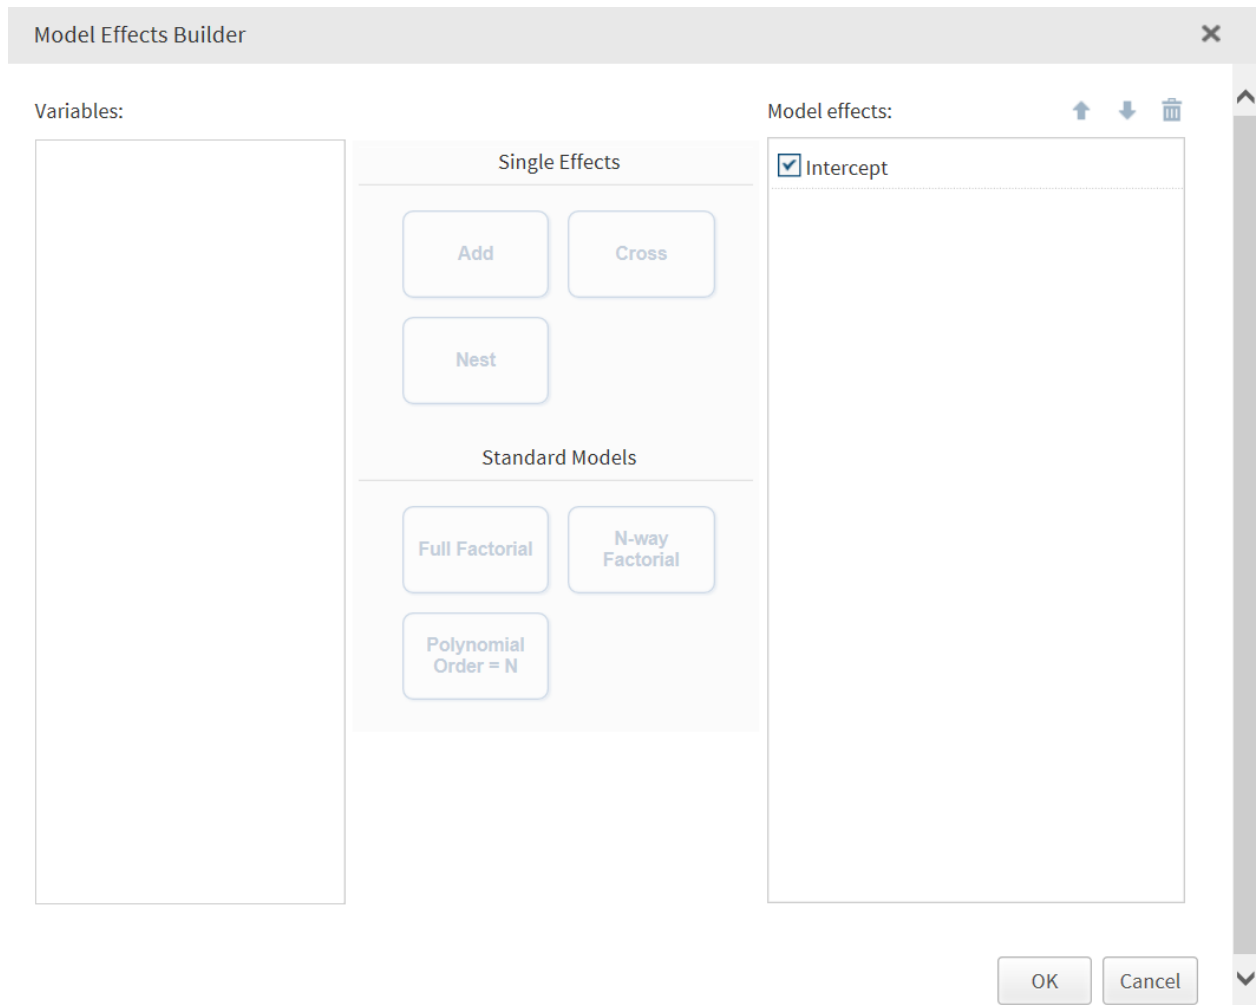 Model Effects Builder
Variables:
Model effects:
Single Effects
Intercept
Add
Cross
Nest
Standard Models
Full Factorial
N-way
Factorial
Polynomial
Order = N
OK
Cancel